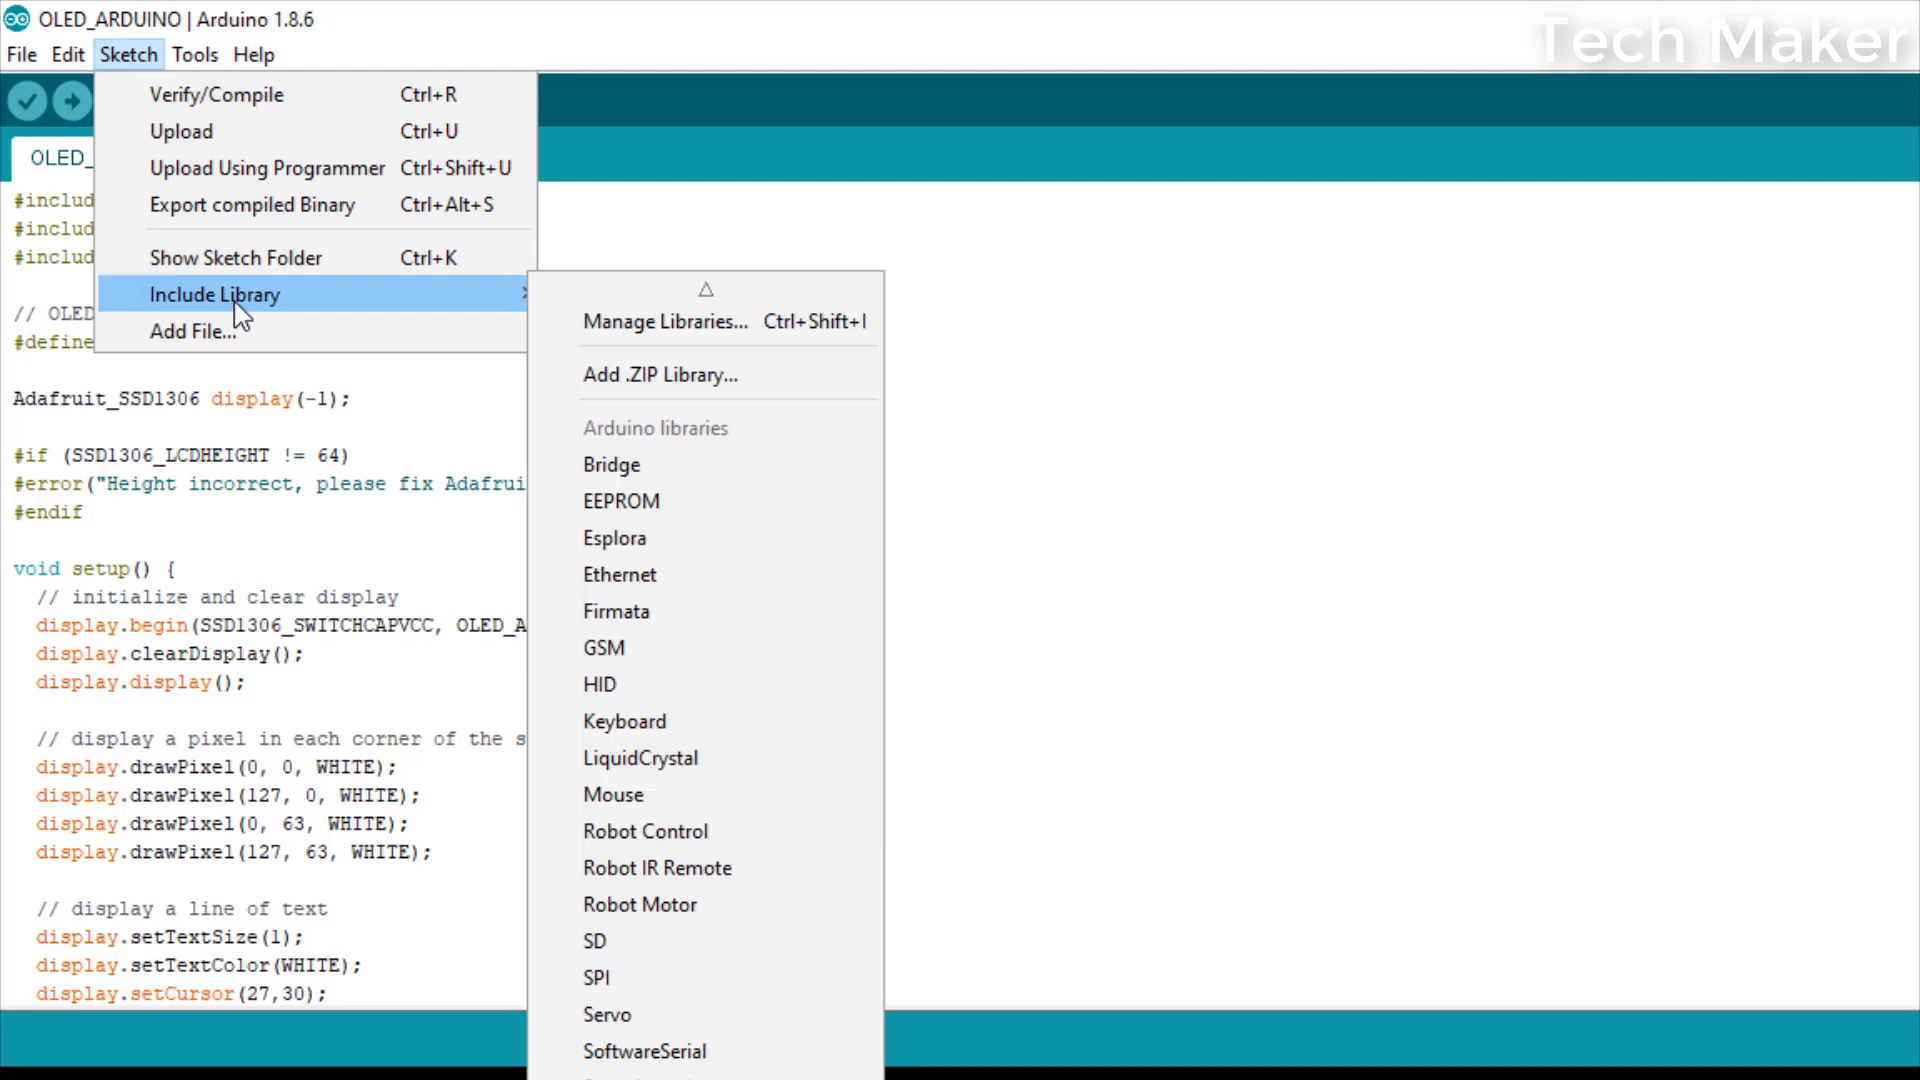 OLED_ARDUINO | Arduino 1.8.6
Tech Maker
File Edit Sketch Tools Help
Verify/Compile Ctrl+R
Upload Ctrl+U
Upload Using Programmer Ctrl+Shift+U
Export compiled Binary Ctrl+Alt+S
Show Sketch Folder Ctrl+K
Include Library
Add File...
Manage Libraries... Ctrl+Shift+I
Add .ZIP Library...
Arduino libraries
Bridge
EEPROM
Esplora
Ethernet
Firmata
GSM
HID
Keyboard
LiquidCrystal
Mouse
Robot Control
Robot IR Remote
Robot Motor
SD
SPI
Servo
SoftwareSerial
OLED_
#includ
#includ
#includ
// OLED
#define
Adafruit_SSD1306 display(-1);
#if (SSD1306_LCDHEIGHT != 64)
#error("Height incorrect, please fix Adafrui
#endif
void setup() {
// initialize and clear display
display.begin(SSD1306_SWITCHCAPVCC, OLED_A
display.clearDisplay();
display.display();
// display a pixel in each corner of the s
display.drawPixel(0, 0, WHITE);
display.drawPixel(127, 0, WHITE);
display.drawPixel(0, 63, WHITE);
display.drawPixel(127, 63, WHITE);
// display a line of text
display.setTextSize(1);
display.setTextColor(WHITE);
display.setCursor(27,30);